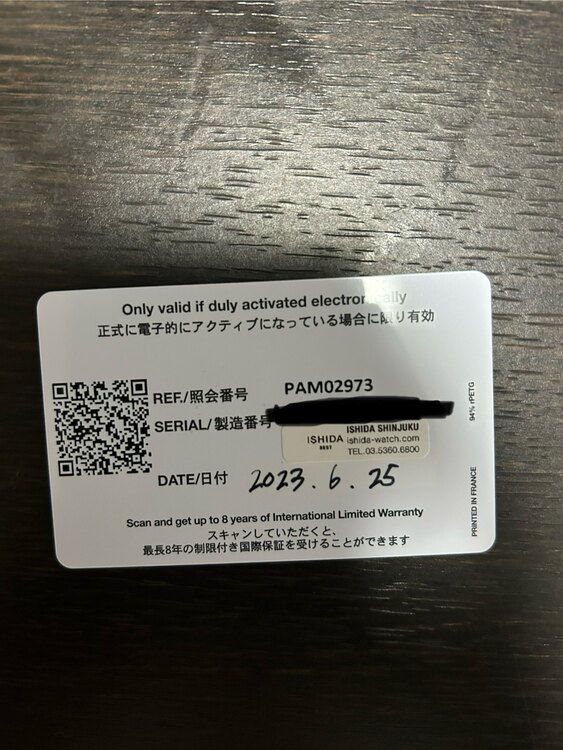 Only valid if duly activated electronically
正式に電子的にアクティブになっている場合に限り有効
REF./照会番号 PAM02973
SERIAL/製造番号
ISHIDA SHINJUKU
ISHIDA ishida-watch.com
BEST TEL.03.5360.6800
DATE/日付 2023.6.25
Scan and get up to 8 years of International Limited Warranty
スキャンしていただくと、
最長8年の制限付き国際保証を受けることができます
94% rPETG
PRINTED IN FRANCE